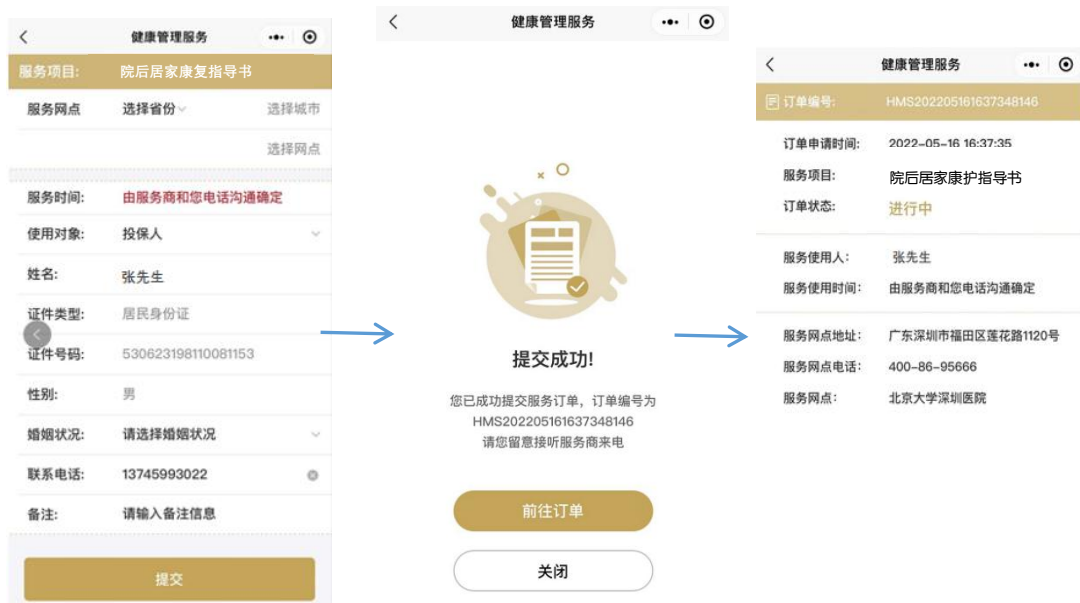 健康管理服务
服务项目: 院后居家康复指导书
服务网点 选择省份 选择城市
选择网点
服务时间: 由服务商和您电话沟通确定
使用对象: 投保人
姓名: 张先生
证件类型: 居民身份证
证件号码: 530623198110081153
性别: 男
婚姻状况: 请选择婚姻状况
联系电话: 13745993022
备注: 请输入备注信息
提交
健康管理服务
提交成功!
您已成功提交服务订单，订单编号为
HMS202205161637348146
请您留意接听服务商来电
前往订单
关闭
健康管理服务
订单编号: HMS202205161637348146
订单申请时间: 2022-05-16 16:37:35
服务项目: 院后居家康护指导书
订单状态: 进行中
服务使用人: 张先生
服务使用时间: 由服务商和您电话沟通确定
服务网点地址: 广东深圳市福田区莲花路1120号
服务网点电话: 400-86-95666
服务网点: 北京大学深圳医院